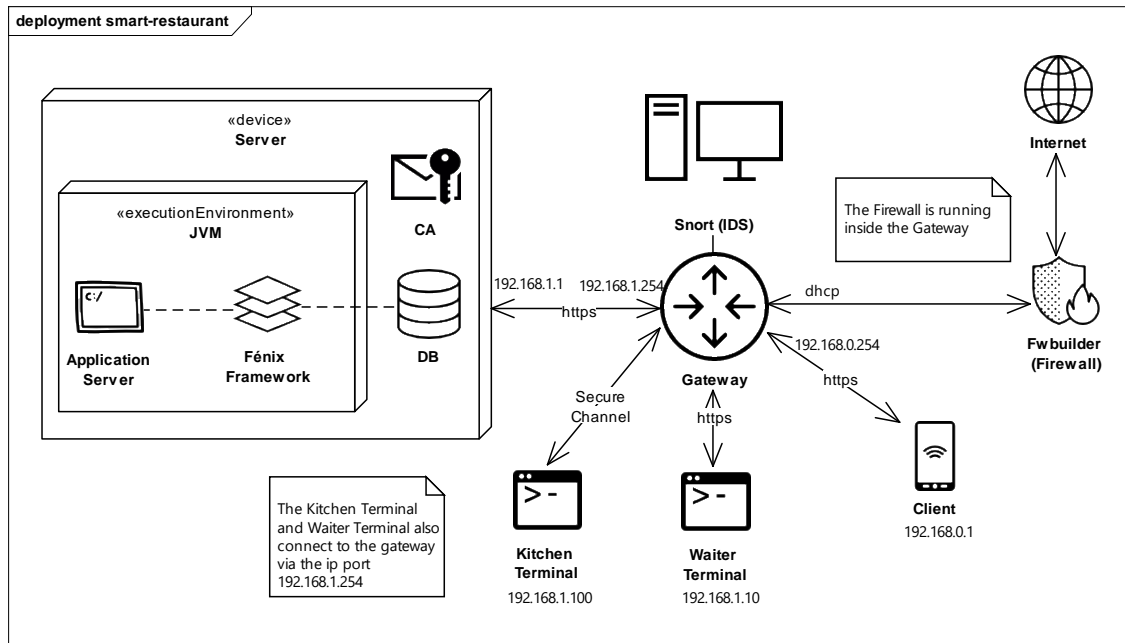 deployment smart-restaurant
«device»
Server
«executionEnvironment»
JVM
C:/
Application
Server
Fénix
Framework
CA
DB
192.168.1.1
192.168.1.254
https
Snort (IDS)
Gateway
The Firewall is running
inside the Gateway
Internet
dhcp
Fwbuilder
(Firewall)
192.168.0.254
https
Client
192.168.0.1
Secure
Channel
https
The Kitchen Terminal
and Waiter Terminal also
connect to the gateway
via the ip port
192.168.1.254
Kitchen
Terminal
192.168.1.100
Waiter
Terminal
192.168.1.10